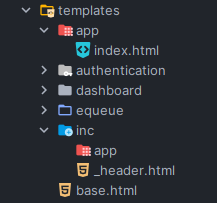 templates
app
index.html
authentication
dashboard
equeue
inc
app
_header.html
base.html